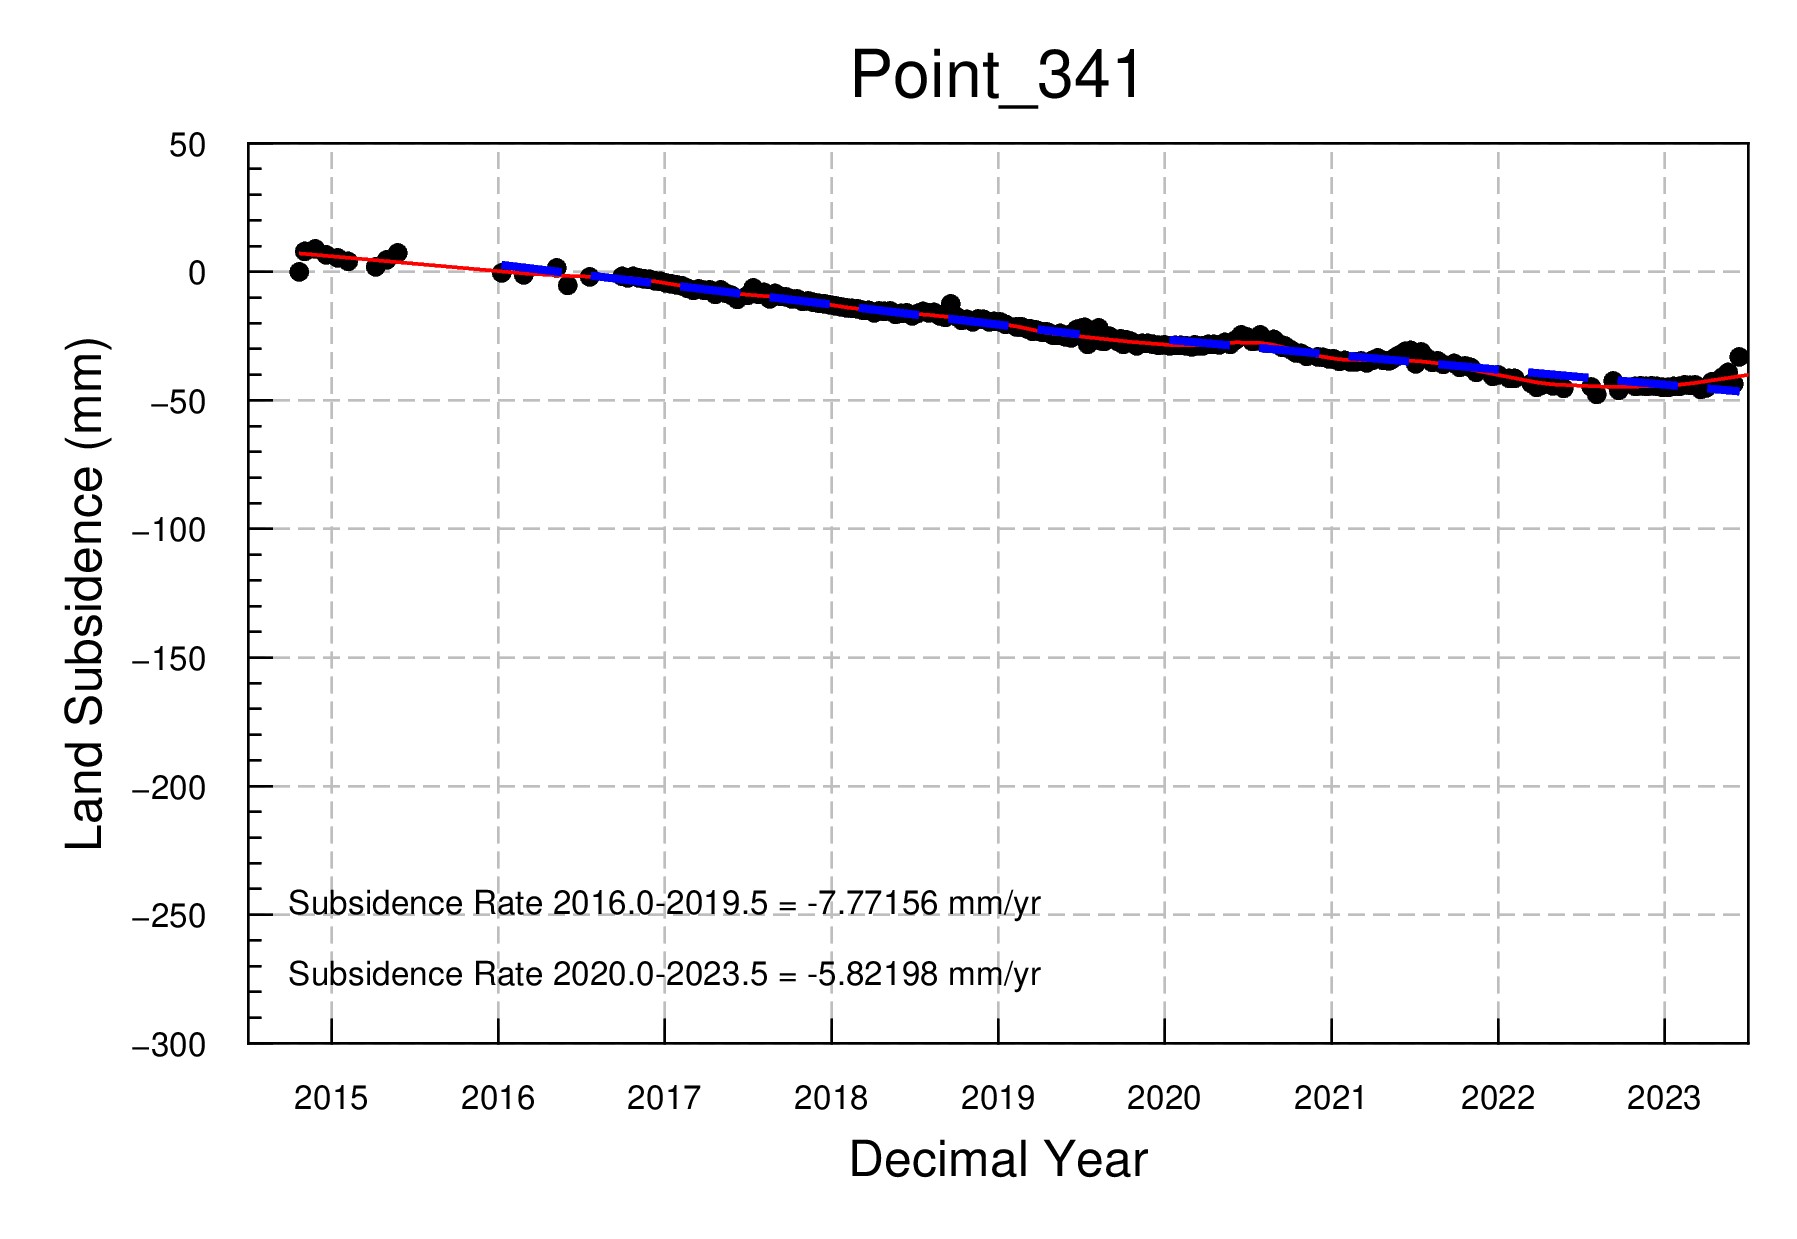 Point_341
50
0
−50
−100
−150
−200
−250
−300
Land Subsidence (mm)
Subsidence Rate 2016.0-2019.5 = -7.77156 mm/yr
Subsidence Rate 2020.0-2023.5 = -5.82198 mm/yr
2015 2016 2017 2018 2019 2020 2021 2022 2023
Decimal Year